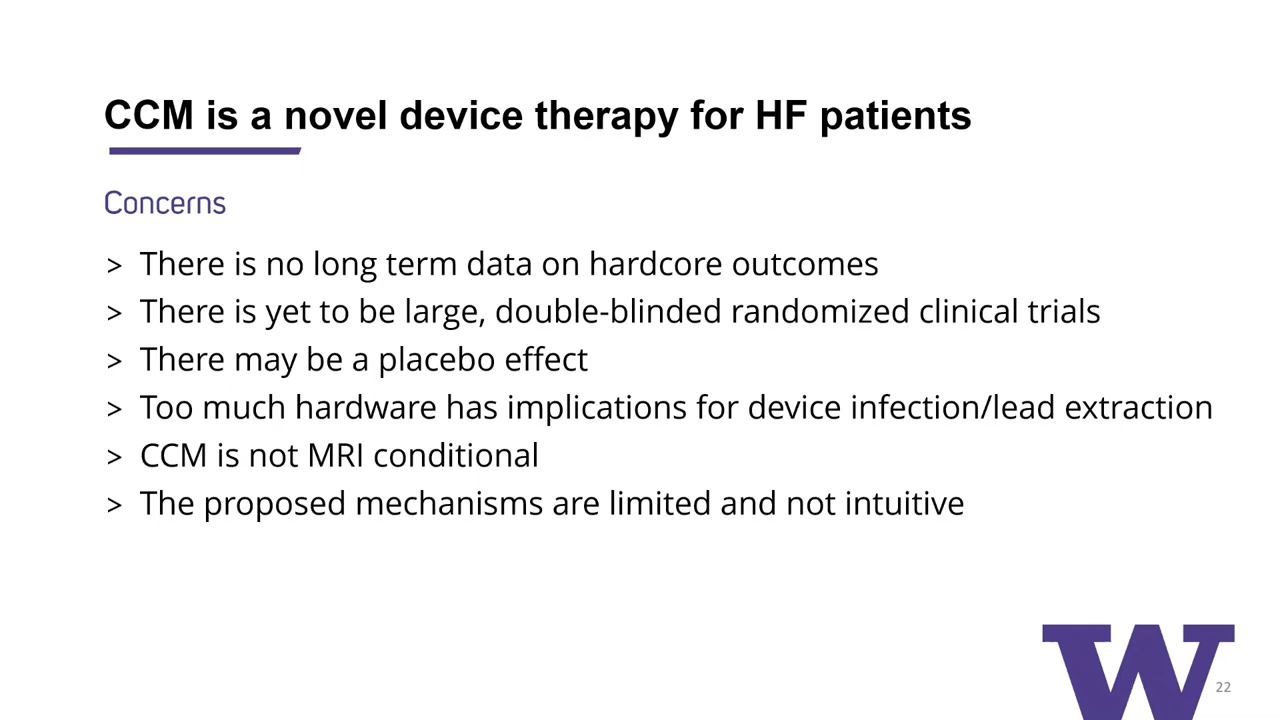 CCM is a novel device therapy for HF patients
Concerns
> There is no long term data on hardcore outcomes
> There is yet to be large, double-blinded randomized clinical trials
> There may be a placebo effect
> Too much hardware has implications for device infection/lead extraction
> CCM is not MRI conditional
> The proposed mechanisms are limited and not intuitive
W
22